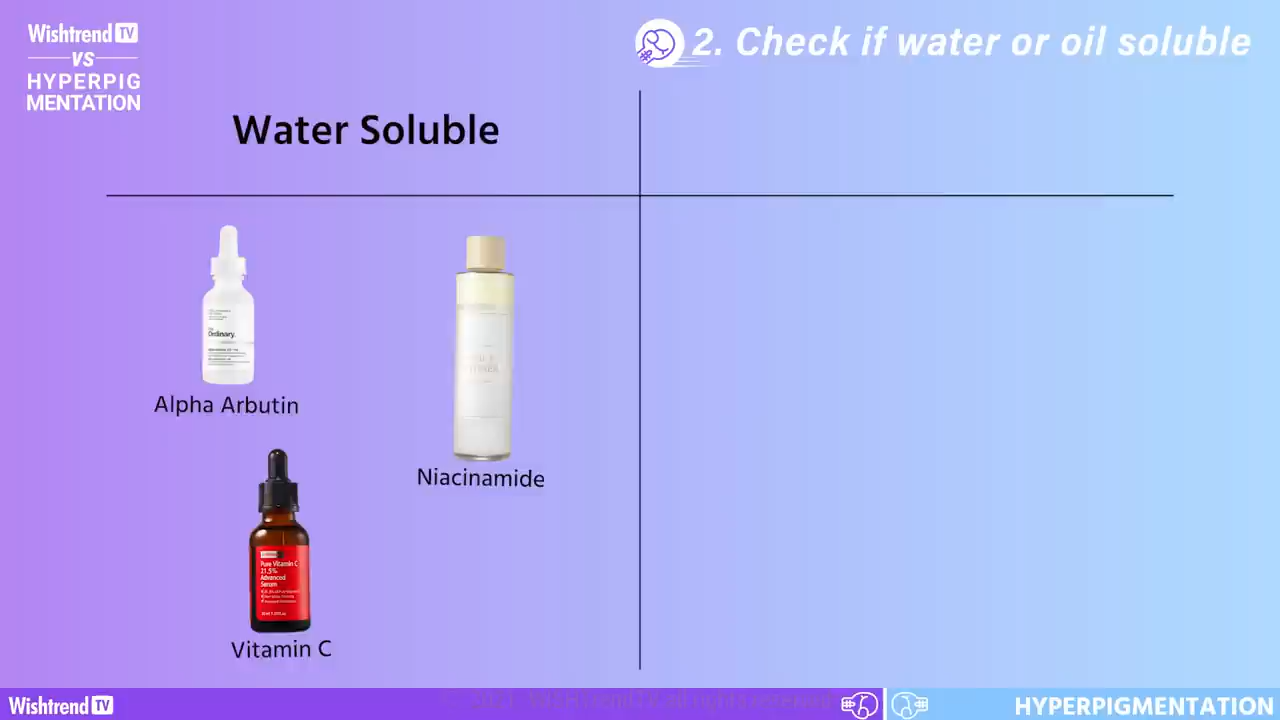 Wishtrend TV
VS
HYPERPIG
MENTATION
2. Check if water or oil soluble
Water Soluble
Ordinary.
Alpha Arbutin
Niacinamide
Pure Vitamin C
21.5%
Advanced
Serum
Vitamin C
Wishtrend TV
HYPERPIGMENTATION